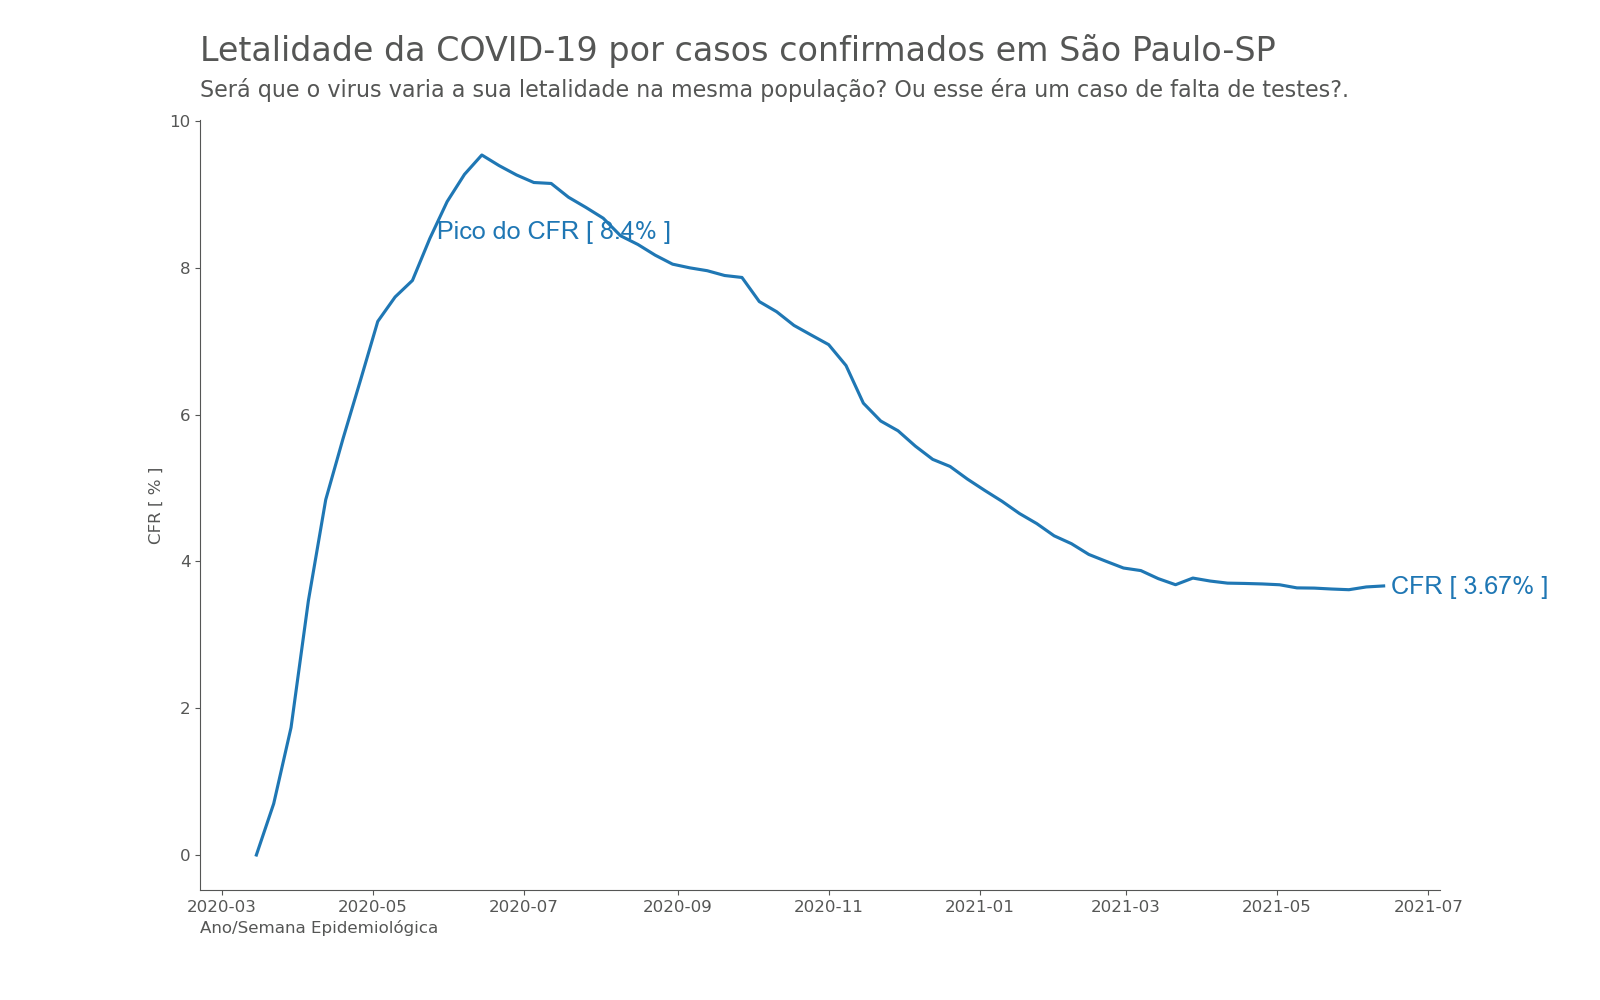 Letalidade da COVID-19 por casos confirmados em São Paulo-SP
Será que o virus varia a sua letalidade na mesma população? Ou esse éra um caso de falta de testes?.
10
8
6
4
2
0
CFR [ % ]
Pico do CFR [ 8.4% ]
CFR [ 3.67% ]
2020-03 2020-05 2020-07 2020-09 2020-11 2021-01 2021-03 2021-05 2021-07
Ano/Semana Epidemiológica